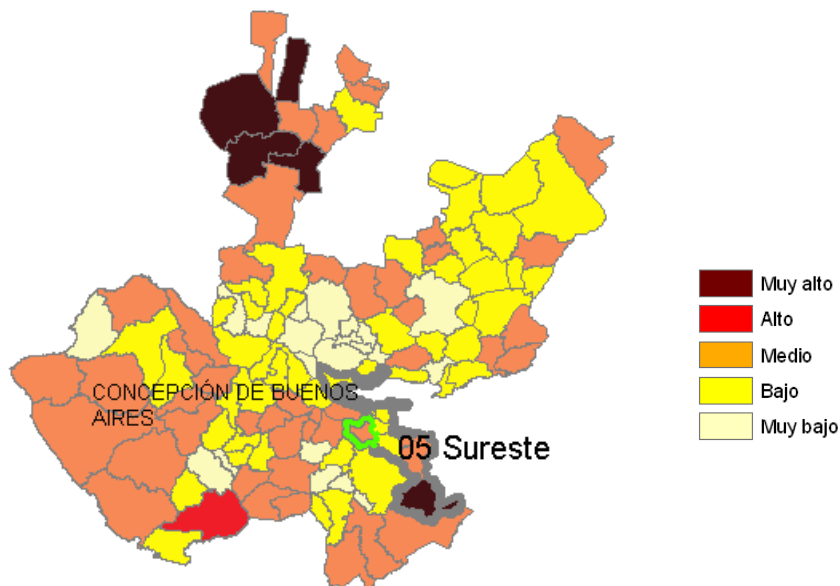 CONCEPCIÓN DE BUENOS
AIRES
05 Sureste
Muy alto
Alto
Medio
Bajo
Muy bajo